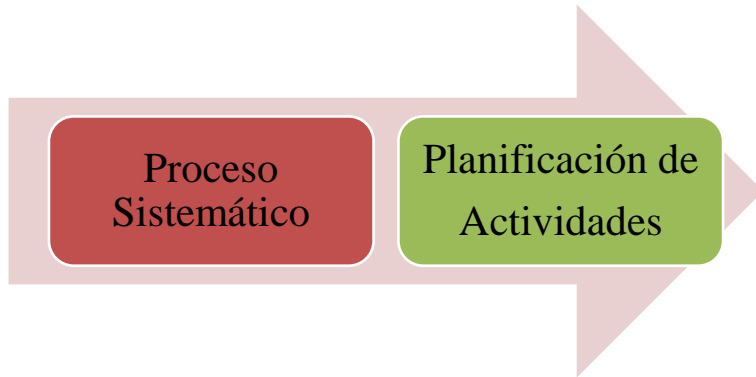 Proceso
Sistemático
Planificación de
Actividades